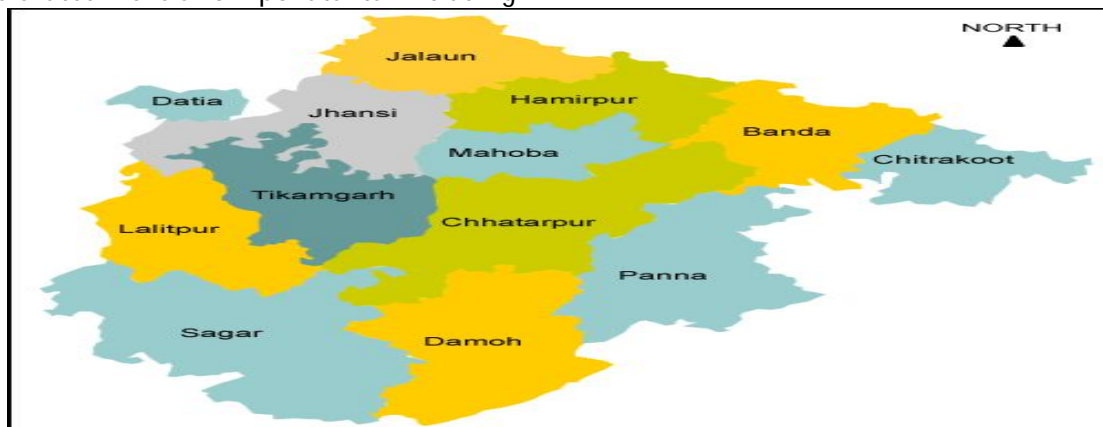 NORTH
Jalaun
Datia
Jhansi
Hamirpur
Banda
Mahoba
Chitrakoot
Tikamgarh
Lalitpur
Chhatarpur
Panna
Sagar
Damoh